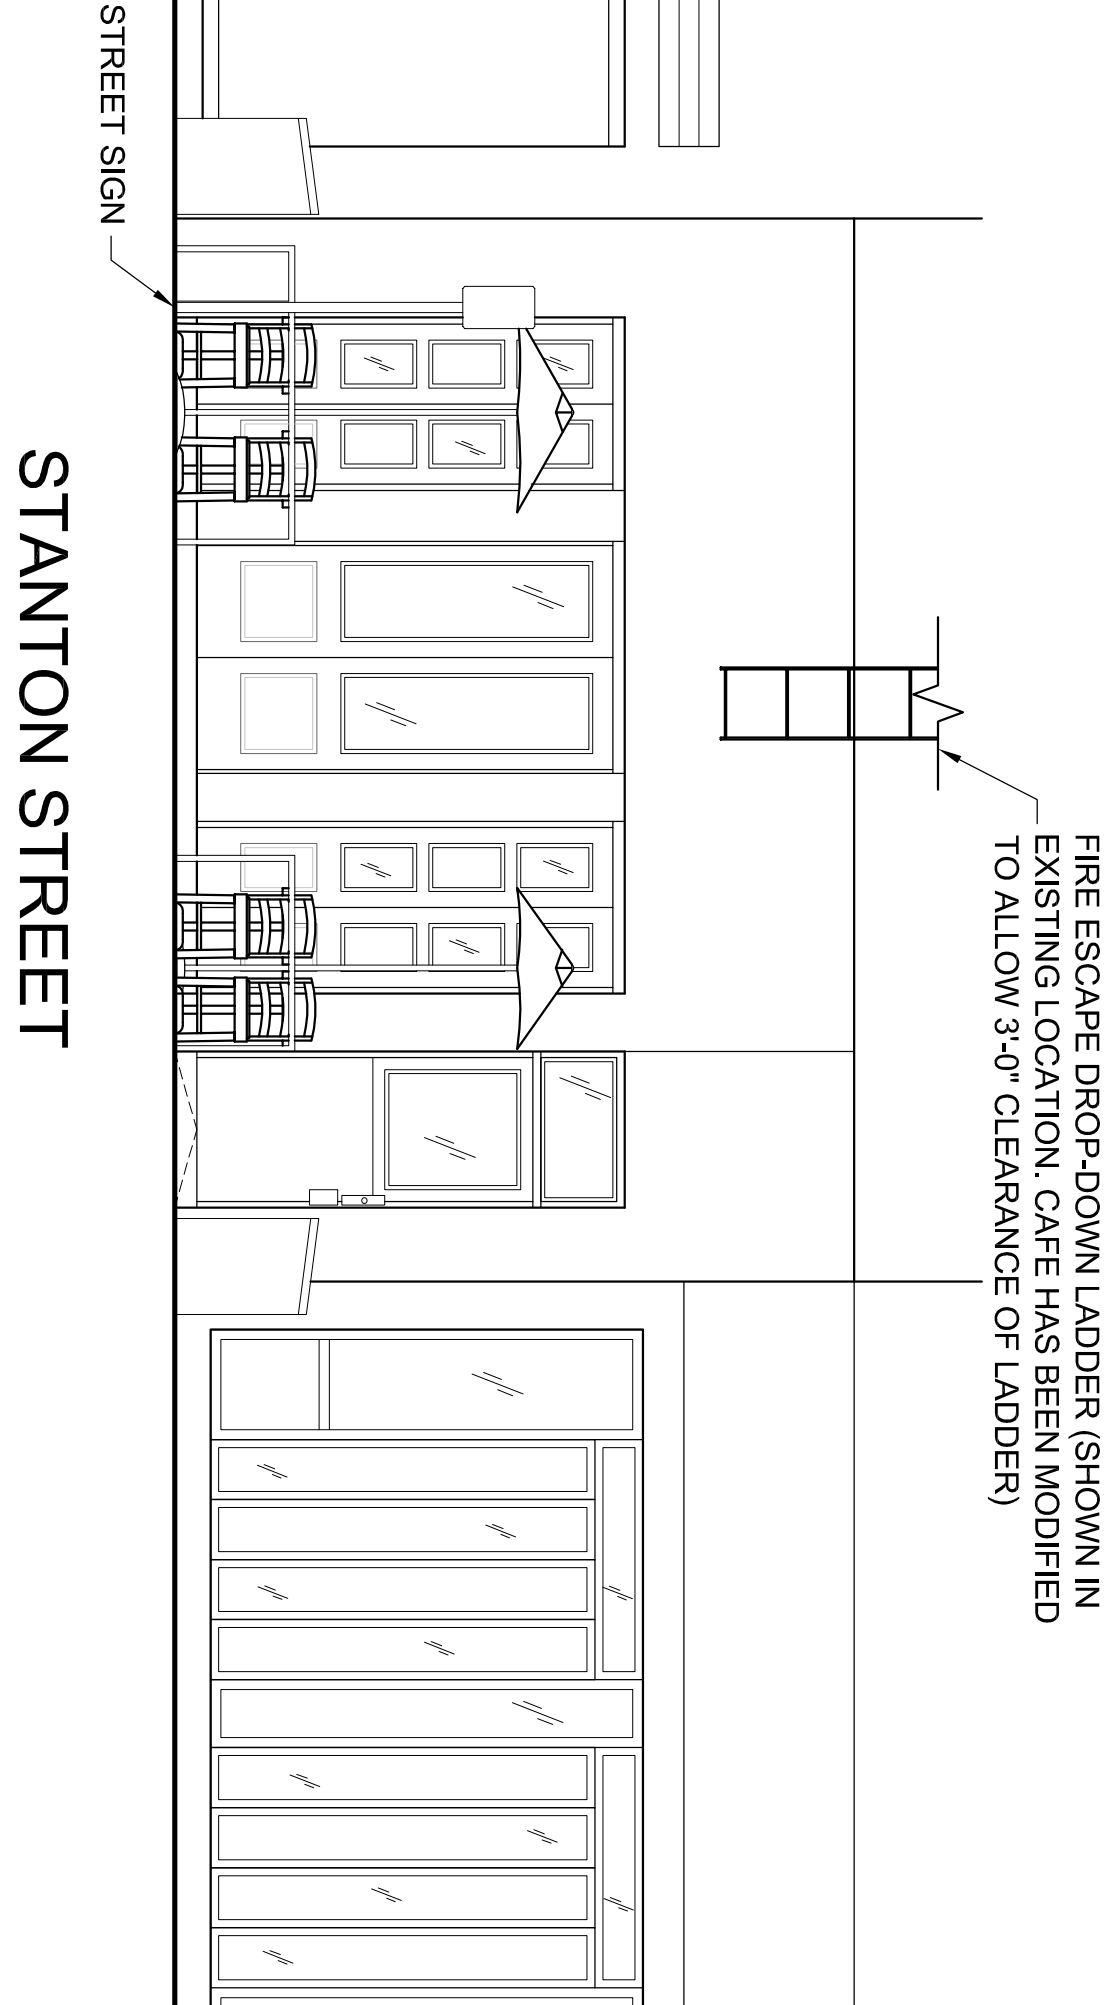 FIRE ESCAPE DROP-DOWN LADDER (SHOWN IN
EXISTING LOCATION. CAFE HAS BEEN MODIFIED
TO ALLOW 3'-0" CLEARANCE OF LADDER)
STREET SIGN
STANTON STREET